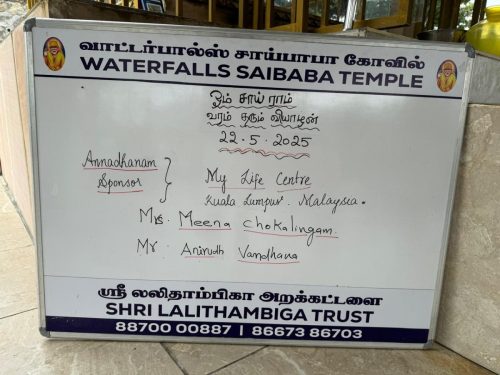 வாட்டர்பால்ஸ் சாய்பாபா கோவில்
WATERFALLS SAIBABA TEMPLE
ஓம் சாய் ராம்
வரம் தரும் வியாழன்
22.5.2025
Annadhanam
Sponsor
My Life Centre
Kuala Lumpur. Malaysia.
Mrs. Meena Chokalingam.
Mr. Anirudh Vandhana
ஸ்ரீ லலிதாம்பிகா அறக்கட்டளை
SHRI LALITHAMBIGA TRUST
88700 00887 | 86673 86703